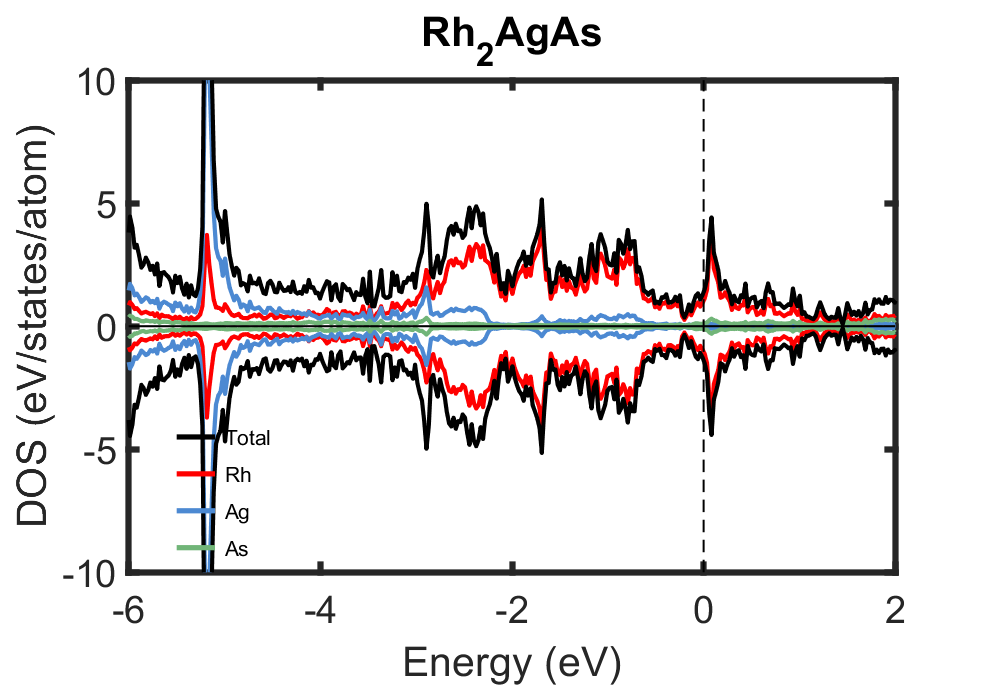 Rh₂AgAs
10
5
0
-5
-10
DOS (eV/states/atom)
Total
Rh
Ag
As
-6 -4 -2 0 2
Energy (eV)